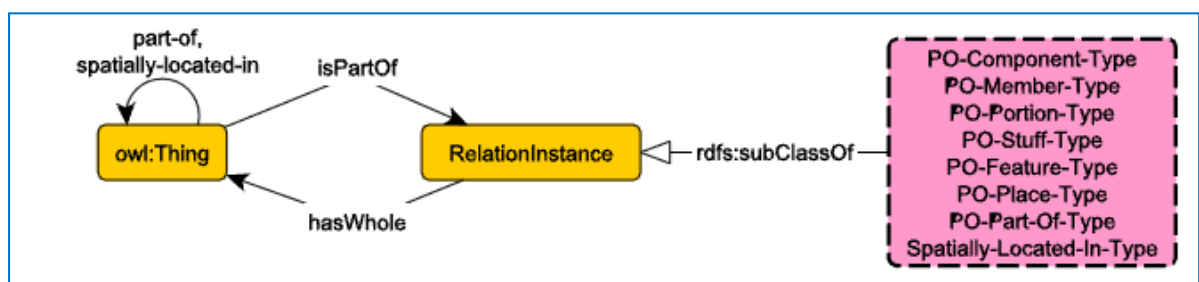 part-of,
spatially-located-in
isPartOf
owl:Thing
RelationInstance
rdfs:subClassOf
hasWhole
PO-Component-Type
PO-Member-Type
PO-Portion-Type
PO-Stuff-Type
PO-Feature-Type
PO-Place-Type
PO-Part-Of-Type
Spatially-Located-In-Type